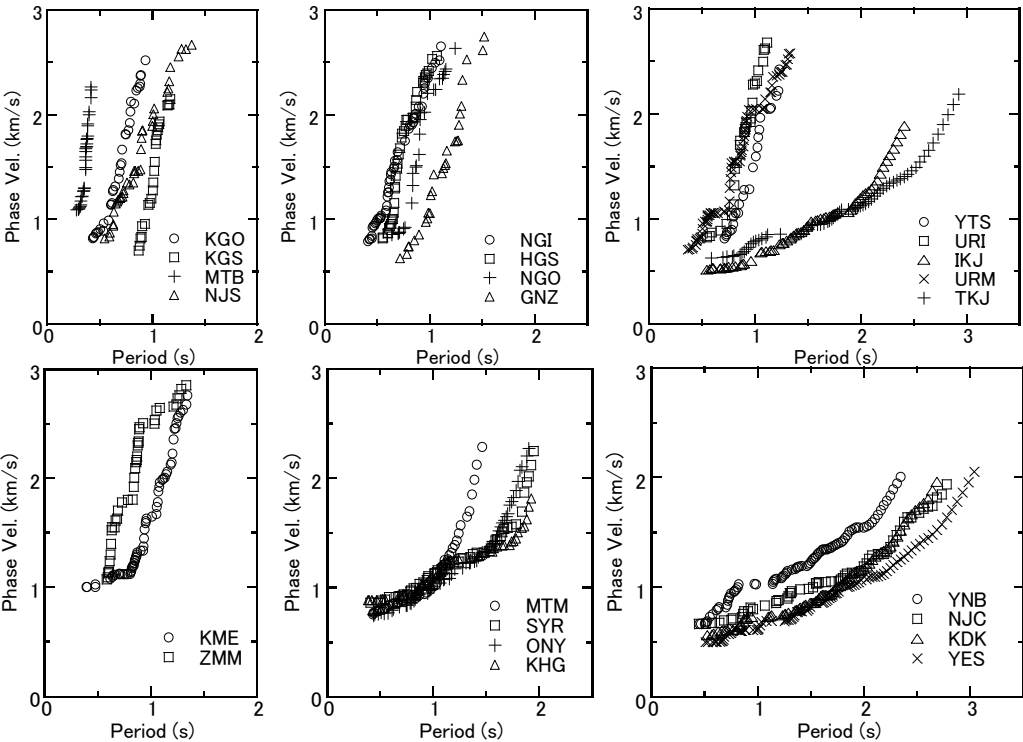 3
2
1
0
Phase Vel. (km/s)
0 1 2
Period (s)
KGO
KGS
MTB
NJS
3
2
1
0
Phase Vel. (km/s)
0 1 2
Period (s)
NGI
HGS
NGO
GNZ
3
2
1
0
Phase Vel. (km/s)
0 1 2 3
Period (s)
YTS
URI
IKJ
URM
TKJ
3
2
1
0
Phase Vel. (km/s)
0 1 2
Period (s)
KME
ZMM
3
2
1
0
Phase Vel. (km/s)
0 1 2
Period (s)
MTM
SYR
ONY
KHG
3
2
1
0
Phase Vel. (km/s)
0 1 2 3
Period (s)
YNB
NJC
KDK
YES